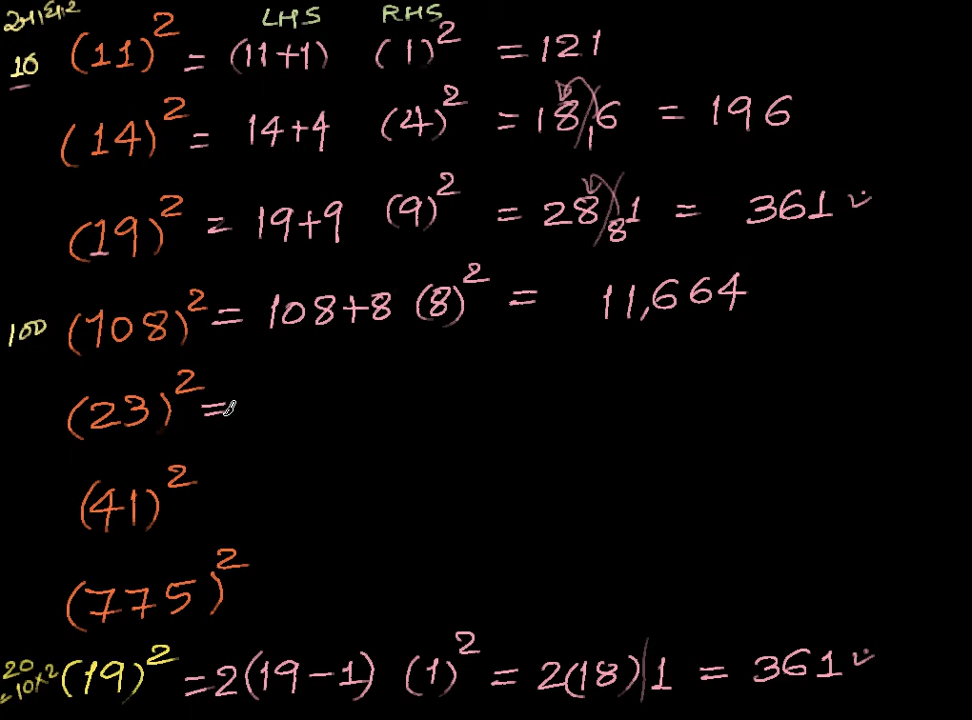 આધાર LHS RHS
10 (11)² = (11+1) (1)² = 121
(14)² = 14+4 (4)² = 18/₁6 = 196
(19)² = 19+9 (9)² = 28/₈1 = 361
100 (108)² = 108+8 (8)² = 11,664
(23)² =
(41)²
(775)²
20 = 10×2 (19)² = 2(19-1) (1)² = 2(18)/1 = 361